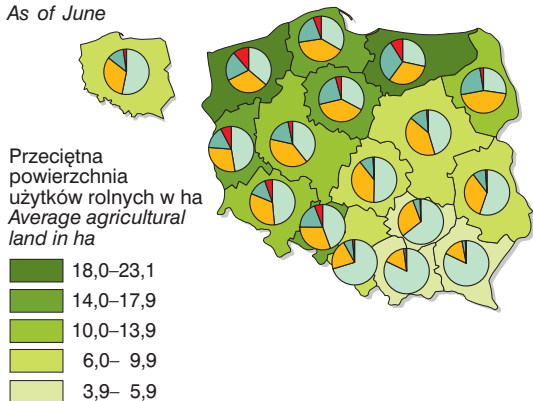 As of June
Przeciętna
powierzchnia
użytków rolnych w ha
Average agricultural
land in ha
18,0–23,1
14,0–17,9
10,0–13,9
6,0– 9,9
3,9– 5,9